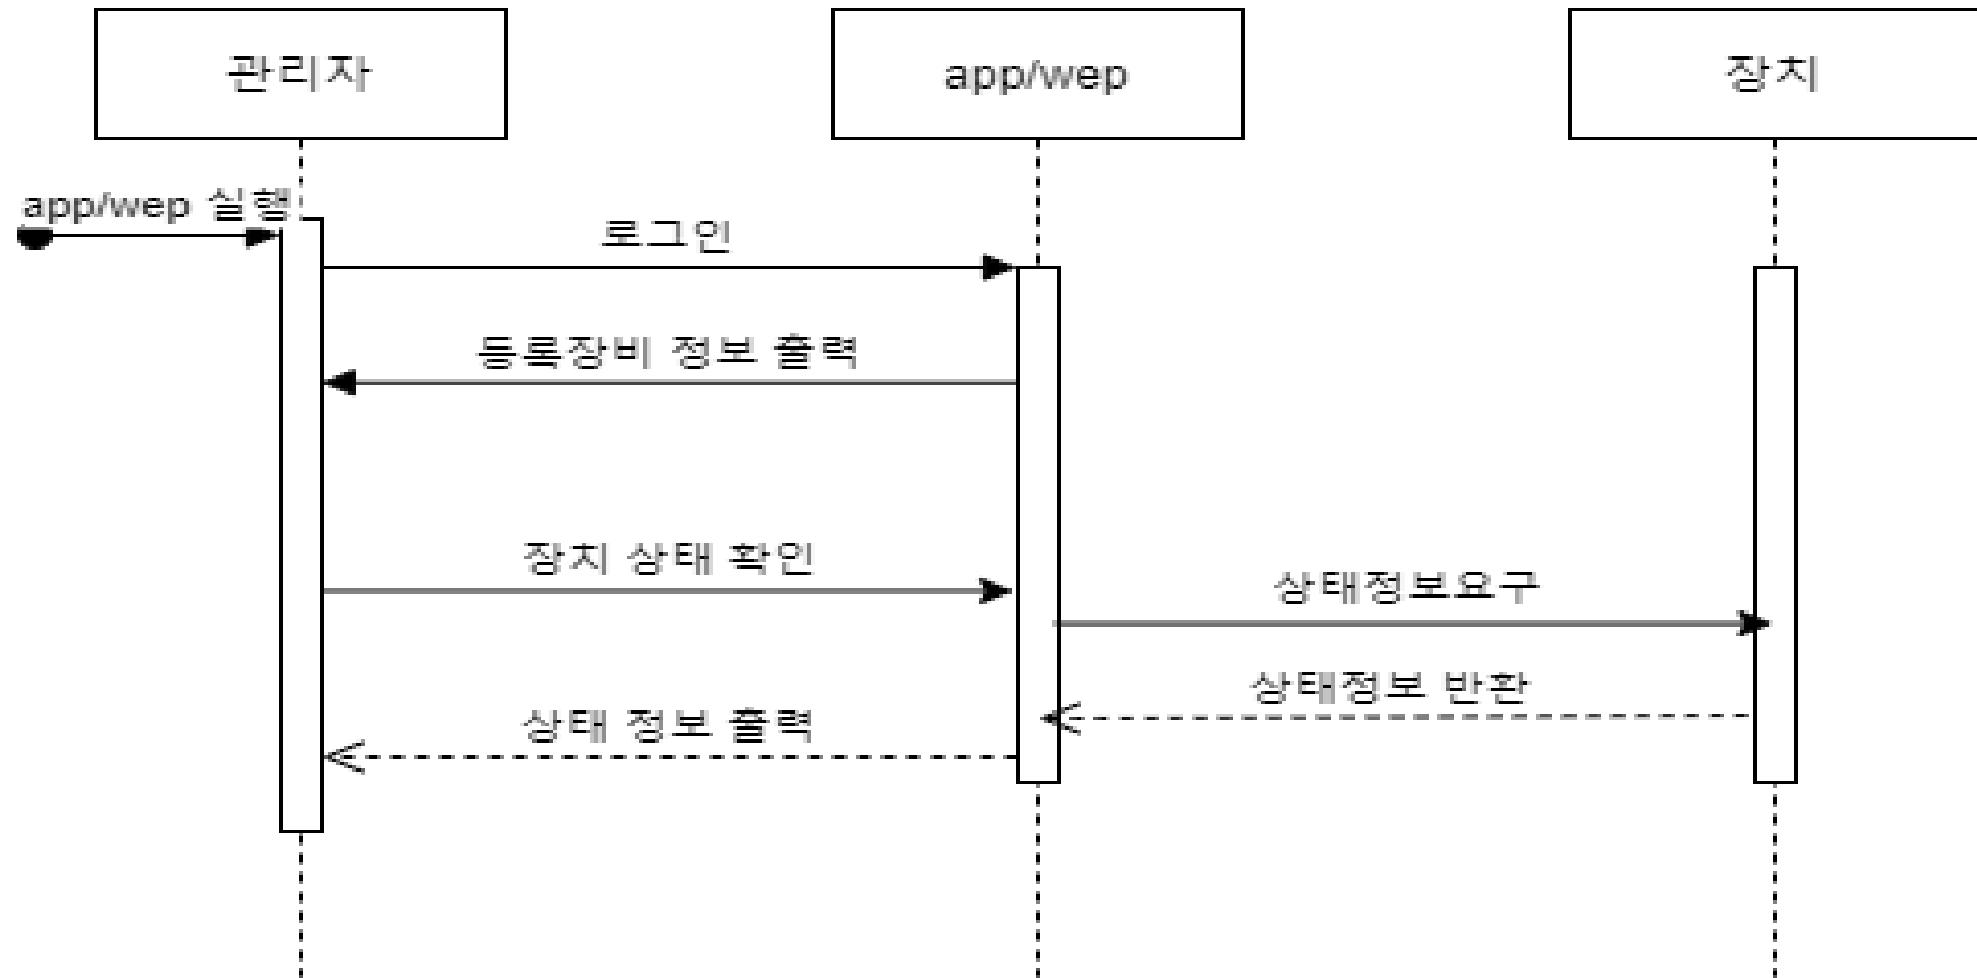 관리자
app/wep
장치
app/wep 실행
로그인
등록장비 정보 출력
장치 상태 확인
상태정보요구
상태정보 반환
상태 정보 출력